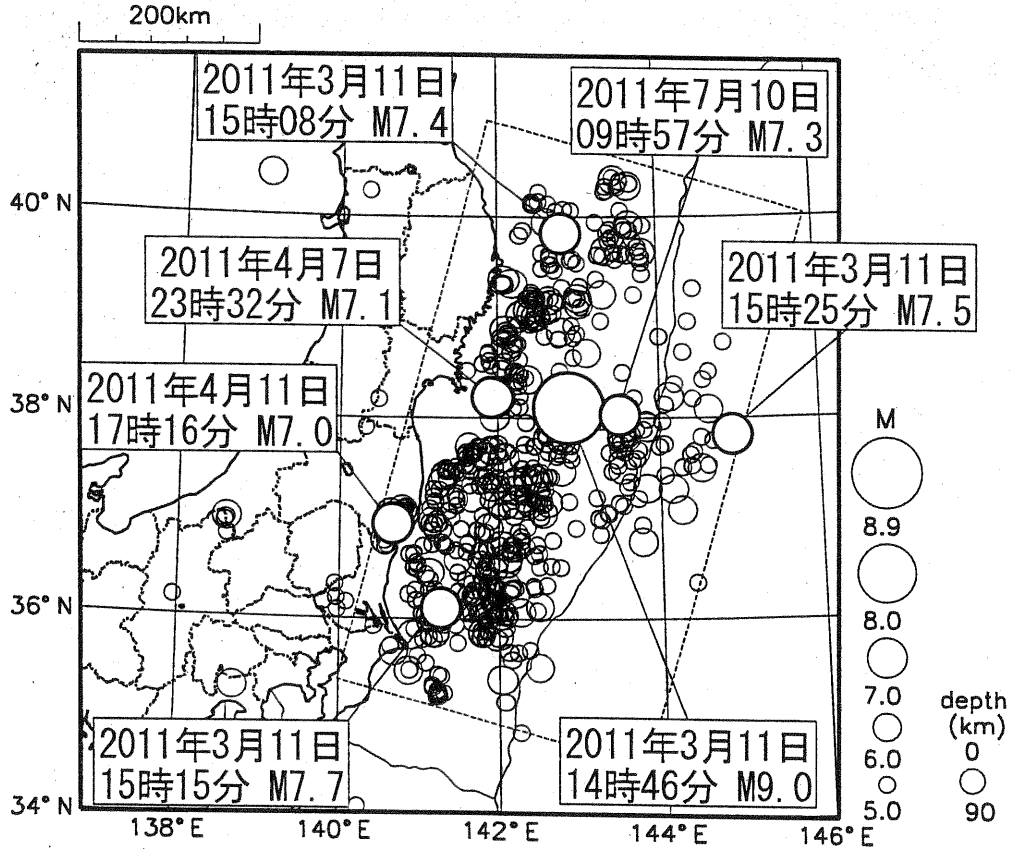 200km
2011年3月11日
15時08分 M7.4
2011年7月10日
09時57分 M7.3
40°N
2011年4月7日
23時32分 M7.1
2011年3月11日
15時25分 M7.5
2011年4月11日
17時16分 M7.0
38°N
M
8.9
8.0
7.0
6.0
5.0
36°N
depth
(km)
0
90
2011年3月11日
15時15分 M7.7
2011年3月11日
14時46分 M9.0
34°N
138°E
140°E
142°E
144°E
146°E